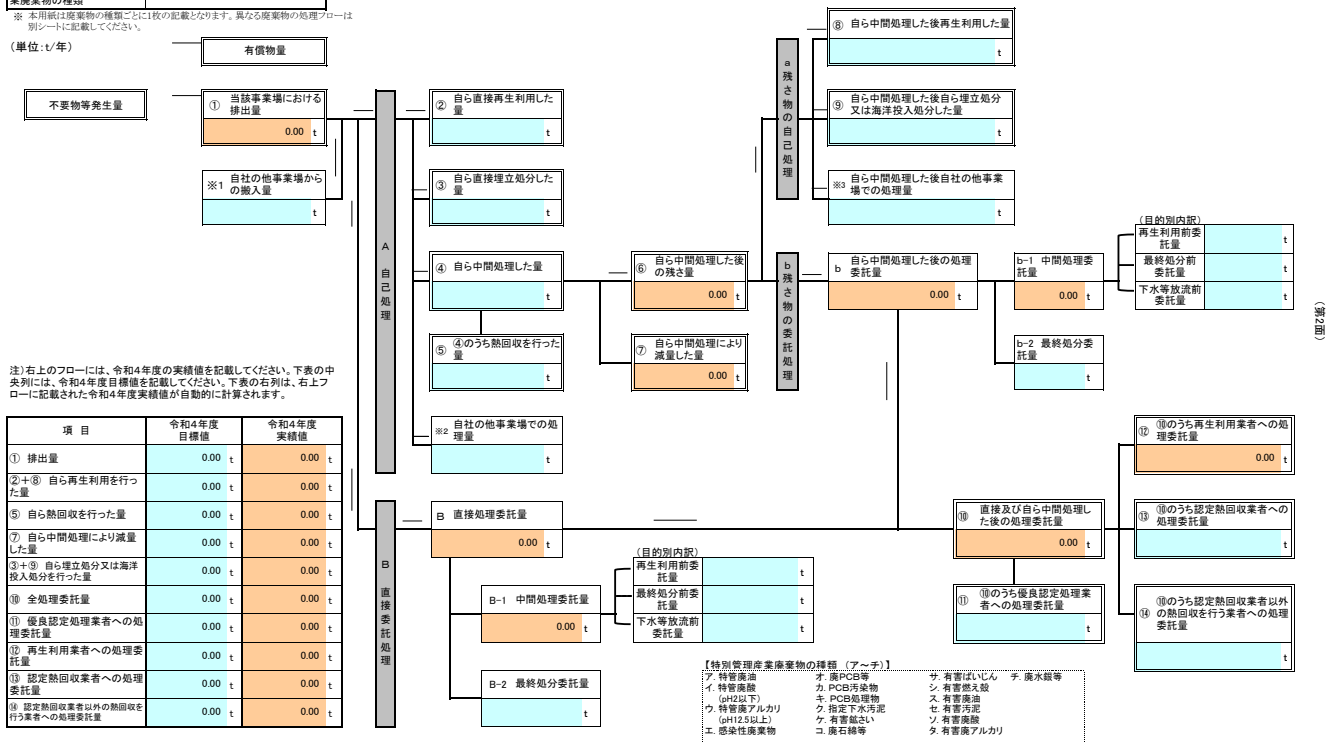 業廃棄物の種類
※ 本用紙は廃棄物の種類ごとに1枚の記載となります。異なる廃棄物の処理フローは
別シートに記載してください。
(単位:t/年)
有償物量
不要物等発生量
① 当該事業場における
排出量
0.00 t
※1 自社の他事業場から
の搬入量
t
A
自
己
処
理
② 自ら直接再生利用した
量
t
③ 自ら直接埋立処分した
量
t
④ 自ら中間処理した量
t
⑤ ④のうち熱回収を行った
量
t
※2 自社の他事業場での処
理量
t
⑥ 自ら中間処理した後
の残さ量
0.00 t
⑦ 自ら中間処理により
減量した量
0.00 t
a
残
さ
物
の
自
己
処
理
⑧ 自ら中間処理した後再生利用した量
t
⑨ 自ら中間処理した後自ら埋立処分
又は海洋投入処分した量
t
※3 自ら中間処理した後自社の他事業
場での処理量
t
b
残
さ
物
の
委
託
処
理
b 自ら中間処理した後の処理
委託量
0.00 t
b-1 中間処理委
託量
0.00 t
b-2 最終処分委
託量
t
(目的別内訳)
再生利用前委
託量
t
最終処分前
委託量
t
下水等放流前
委託量
t
(第2面)
注)右上のフローには、令和4年度の実績値を記載してください。下表の中
央列には、令和4年度目標値を記載してください。下表の右列は、右上フ
ローに記載された令和4年度実績値が自動的に計算されます。
項 目 令和4年度
目標値 令和4年度
実績値
① 排出量 0.00 t 0.00 t
②+⑧ 自ら再生利用を行っ
た量 0.00 t 0.00 t
⑤ 自ら熱回収を行った量 0.00 t 0.00 t
⑦ 自ら中間処理により減量
した量 0.00 t 0.00 t
③+⑨ 自ら埋立処分又は海洋
投入処分を行った量 0.00 t 0.00 t
⑩ 全処理委託量 0.00 t 0.00 t
⑪ 優良認定処理業者への処
理委託量 0.00 t 0.00 t
⑫ 再生利用業者への処理委
託量 0.00 t 0.00 t
⑬ 認定熱回収業者への処理
委託量 0.00 t 0.00 t
⑭ 認定熱回収業者以外の熱回収を
行う業者への処理委託量 0.00 t 0.00 t
B
直
接
委
託
処
理
B 直接処理委託量
0.00 t
B-1 中間処理委託量
0.00 t
B-2 最終処分委託量
t
(目的別内訳)
再生利用前委
託量
t
最終処分前委
託量
t
下水等放流前
委託量
t
⑩ 直接及び自ら中間処理し
た後の処理委託量
0.00 t
⑪ ⑩のうち優良認定処理業
者への処理委託量
t
⑫ ⑩のうち再生利用業者への処
理委託量
0.00 t
⑬ ⑩のうち認定熱回収業者への
処理委託量
t
⑭ ⑩のうち認定熱回収業者以外
の熱回収を行う業者への処理
委託量
t
【特別管理産業廃棄物の種類 (ア~チ)】
ア. 特管廃油 オ. 廃PCB等 サ. 有害ばいじん チ. 廃水銀等
イ. 特管廃酸 カ. PCB汚染物 シ. 有害燃え殻
(pH2以下) キ. PCB処理物 ス. 有害廃油
ウ. 特管廃アルカリ ク. 指定下水汚泥 セ. 有害汚泥
(pH12.5以上) ケ. 有害鉱さい ソ. 有害廃酸
エ. 感染性廃棄物 コ. 廃石綿等 タ. 有害廃アルカリ